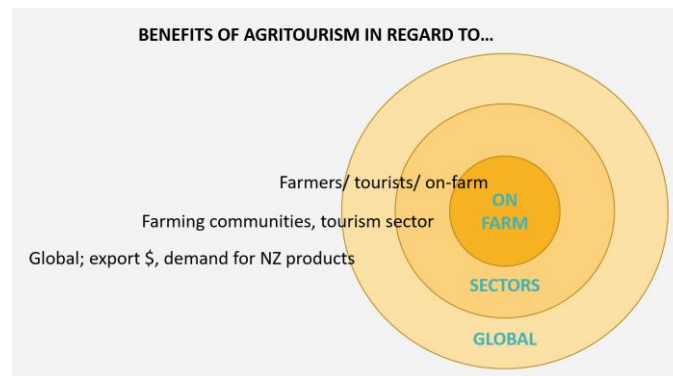 BENEFITS OF AGRITOURISM IN REGARD TO…
Farmers/ tourists/ on-farm
ON
FARM
Farming communities, tourism sector
Global; export $, demand for NZ products
SECTORS
GLOBAL